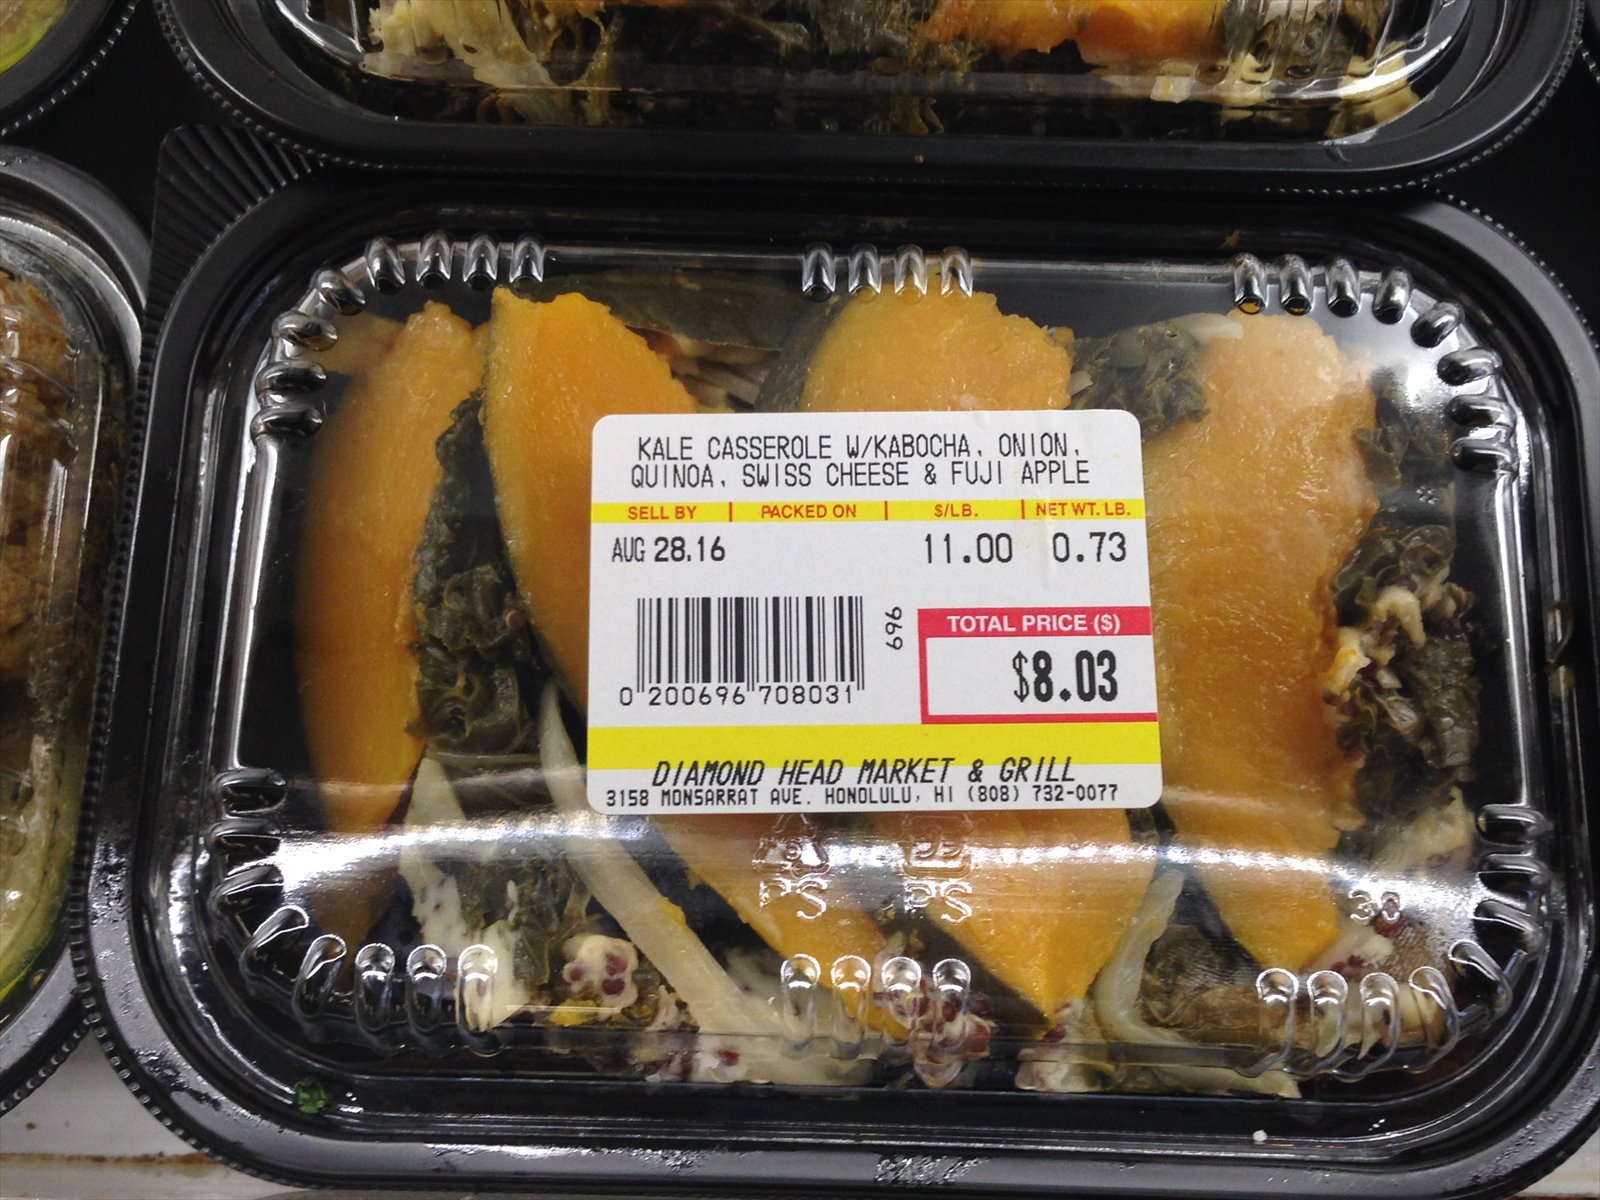 KALE CASSEROLE W/KABOCHA, ONION,
QUINOA, SWISS CHEESE & FUJI APPLE
SELL BY | PACKED ON | $/LB. | NET WT. LB.
AUG 28.16 11.00 0.73
696
TOTAL PRICE ($)
$8.03
0 200696 708031
DIAMOND HEAD MARKET & GRILL
3158 MONSARRAT AVE. HONOLULU, HI (808) 732-0077
PS PS
38